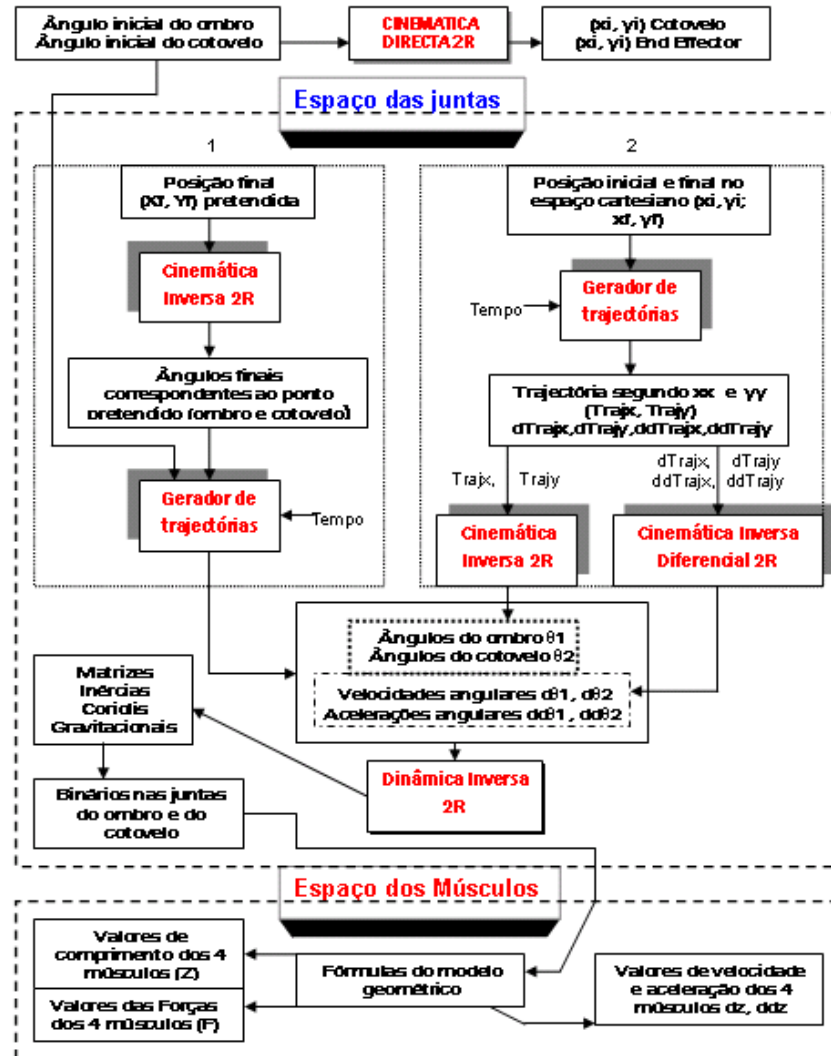 Ângulo inicial do ombro
Ângulo inicial do cotovelo
CINEMATICA
DIRECTA 2R
(xi, yi) Cotovelo
(xi, yi) End Effector
Espaço das juntas
1
Posição final
(Xf, Yf) pretendida
Cinemática
Inversa 2R
Ângulos finais
correspondentes ao ponto
pretendido (ombro e cotovelo)
Gerador de
trajectórias
Tempo
2
Posição inicial e final no
espaço cartesiano (xi, yi;
xf, yf)
Gerador de
trajectórias
Tempo
Trajectória segundo xx e yy
(Trajx, Trajy)
dTrajx,dTrajy,ddTrajx,ddTrajy
Trajx, Trajy
dTrajx, dTrajy
ddTrajx, ddTrajy
Cinemática
Inversa 2R
Cinemática Inversa
Diferencial 2R
Ângulos do ombro θ1
Ângulos do cotovelo θ2
Velocidades angulares dθ1, dθ2
Acelerações angulares ddθ1, ddθ2
Matrizes
Inércias
Coriolis
Gravitacionais
Dinâmica Inversa
2R
Binários nas juntas
do ombro e do
cotovelo
Espaço dos Músculos
Valores de
comprimento dos 4
músculos (Z)
Valores das Forças
dos 4 músculos (F)
Fórmulas do modelo
geométrico
Valores de velocidade
e aceleração dos 4
músculos dz, ddz